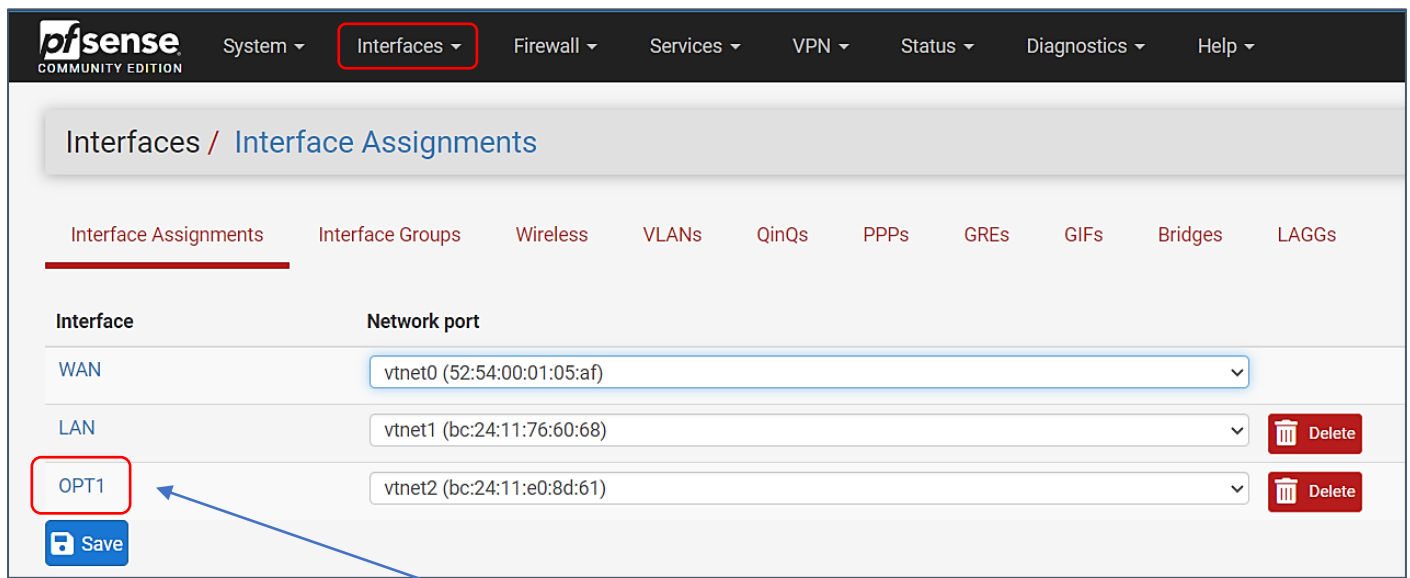 pfsense COMMUNITY EDITION System Interfaces Firewall Services VPN Status Diagnostics Help
Interfaces / Interface Assignments
Interface Assignments Interface Groups Wireless VLANs QinQs PPPs GREs GIFs Bridges LAGGs
Interface Network port
WAN vtnet0 (52:54:00:01:05:af)
LAN vtnet1 (bc:24:11:76:60:68) Delete
OPT1 vtnet2 (bc:24:11:e0:8d:61) Delete
Save